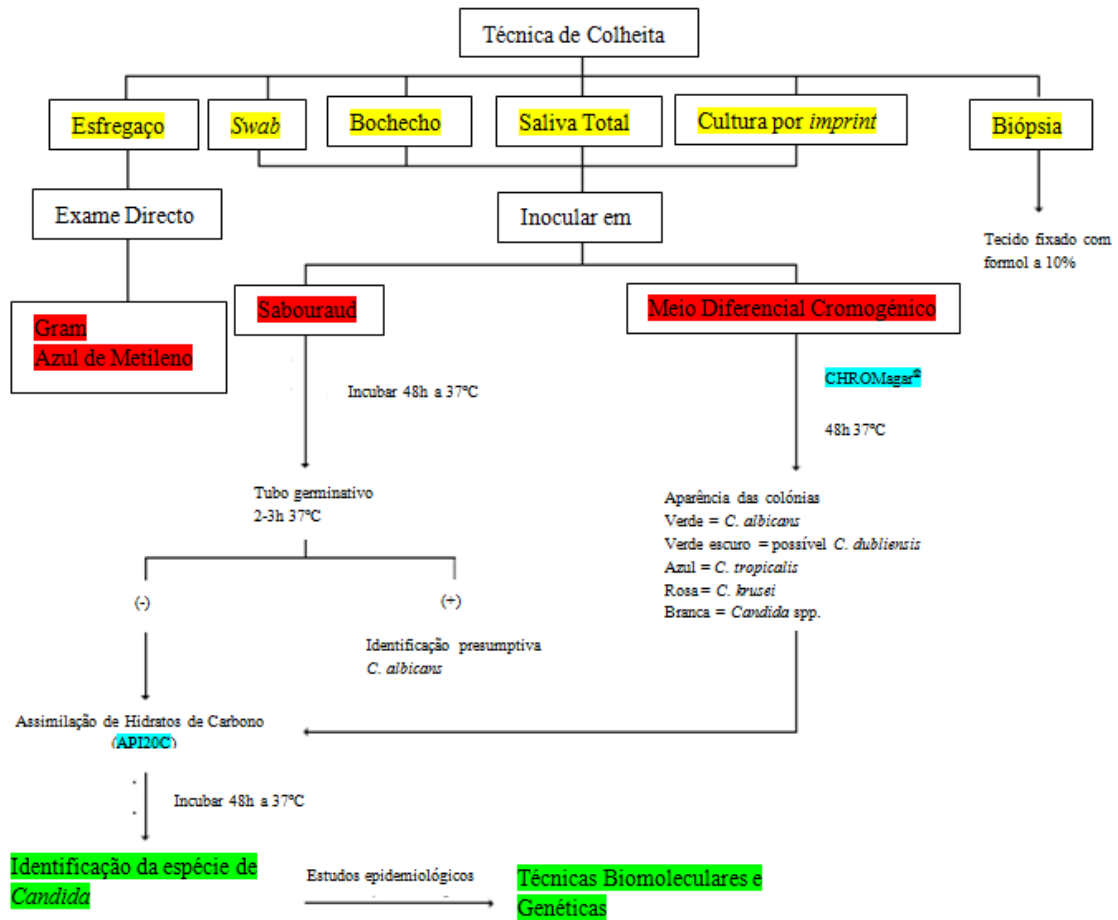 Técnica de Colheita
Esfregaço
Swab
Bochecho
Saliva Total
Cultura por imprint
Biópsia
Exame Directo
Inocular em
Tecido fixado com
formol a 10%
Gram
Azul de Metileno
Sabouraud
Meio Diferencial Cromogénico
Incubar 48h a 37ºC
CHROMagar®
48h 37ºC
Tubo germinativo
2-3h 37ºC
Aparência das colónias
Verde = C. albicans
Verde escuro = possível C. dubliensis
Azul = C. tropicalis
Rosa = C. krusei
Branca = Candida spp.
(-)
(+)
Identificação presumptiva
C. albicans
Assimilação de Hidratos de Carbono
(API20C)
Incubar 48h a 37ºC
Identificação da espécie de
Candida
Estudos epidemiológicos
Técnicas Biomoleculares e
Genéticas